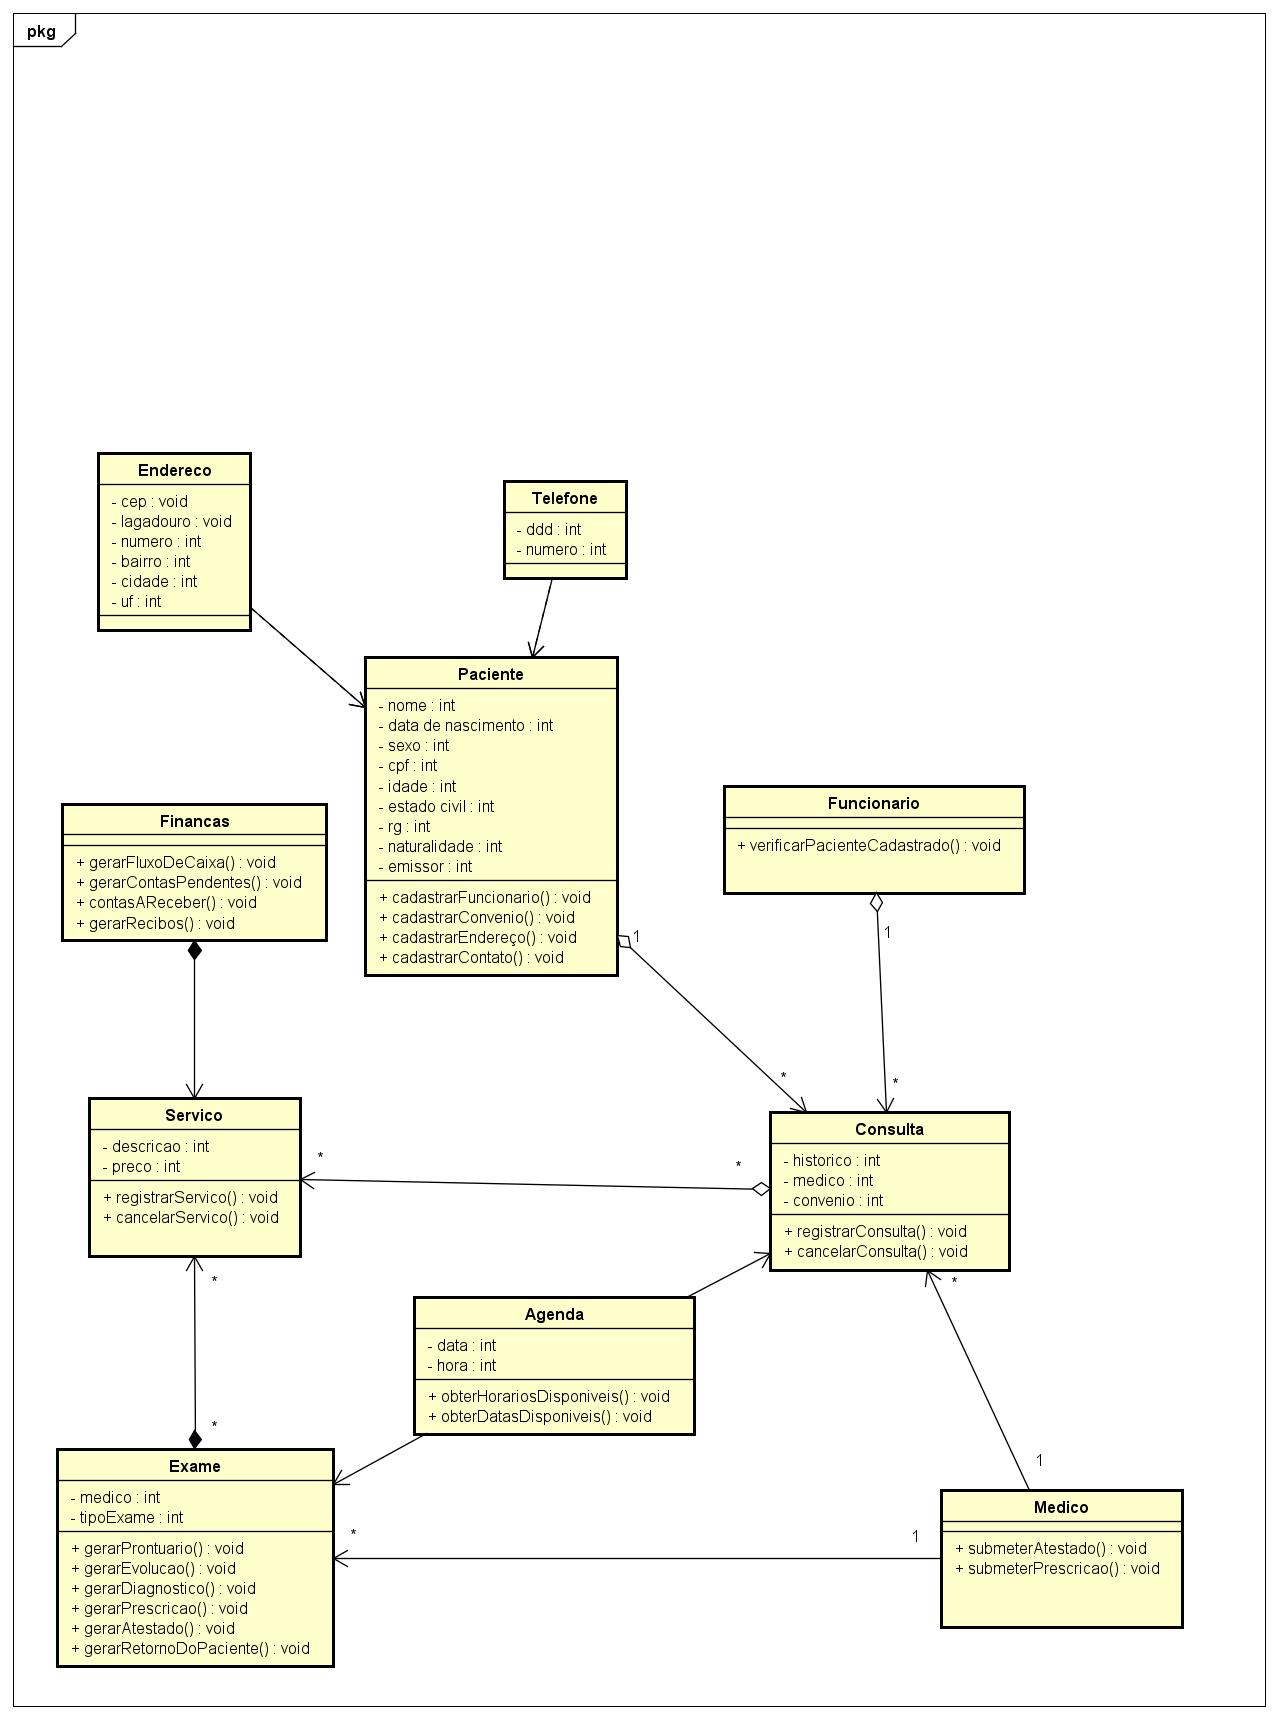 pkg
Endereco
- cep : void
- lagadouro : void
- numero : int
- bairro : int
- cidade : int
- uf : int
Telefone
- ddd : int
- numero : int
Paciente
- nome : int
- data de nascimento : int
- sexo : int
- cpf : int
- idade : int
- estado civil : int
- rg : int
- naturalidade : int
- emissor : int
+ cadastrarFuncionario() : void
+ cadastrarConvenio() : void
+ cadastrarEndereço() : void
+ cadastrarContato() : void
1
*
Funcionario
+ verificarPacienteCadastrado() : void
1
*
Financas
+ gerarFluxoDeCaixa() : void
+ gerarContasPendentes() : void
+ contasAReceber() : void
+ gerarRecibos() : void
Servico
- descricao : int
- preco : int
+ registrarServico() : void
+ cancelarServico() : void
*
*
Consulta
- historico : int
- medico : int
- convenio : int
+ registrarConsulta() : void
+ cancelarConsulta() : void
*
*
*
Agenda
- data : int
- hora : int
+ obterHorariosDisponiveis() : void
+ obterDatasDisponiveis() : void
Exame
- medico : int
- tipoExame : int
+ gerarProntuario() : void
+ gerarEvolucao() : void
+ gerarDiagnostico() : void
+ gerarPrescricao() : void
+ gerarAtestado() : void
+ gerarRetornoDoPaciente() : void
*
1
1
Medico
+ submeterAtestado() : void
+ submeterPrescricao() : void